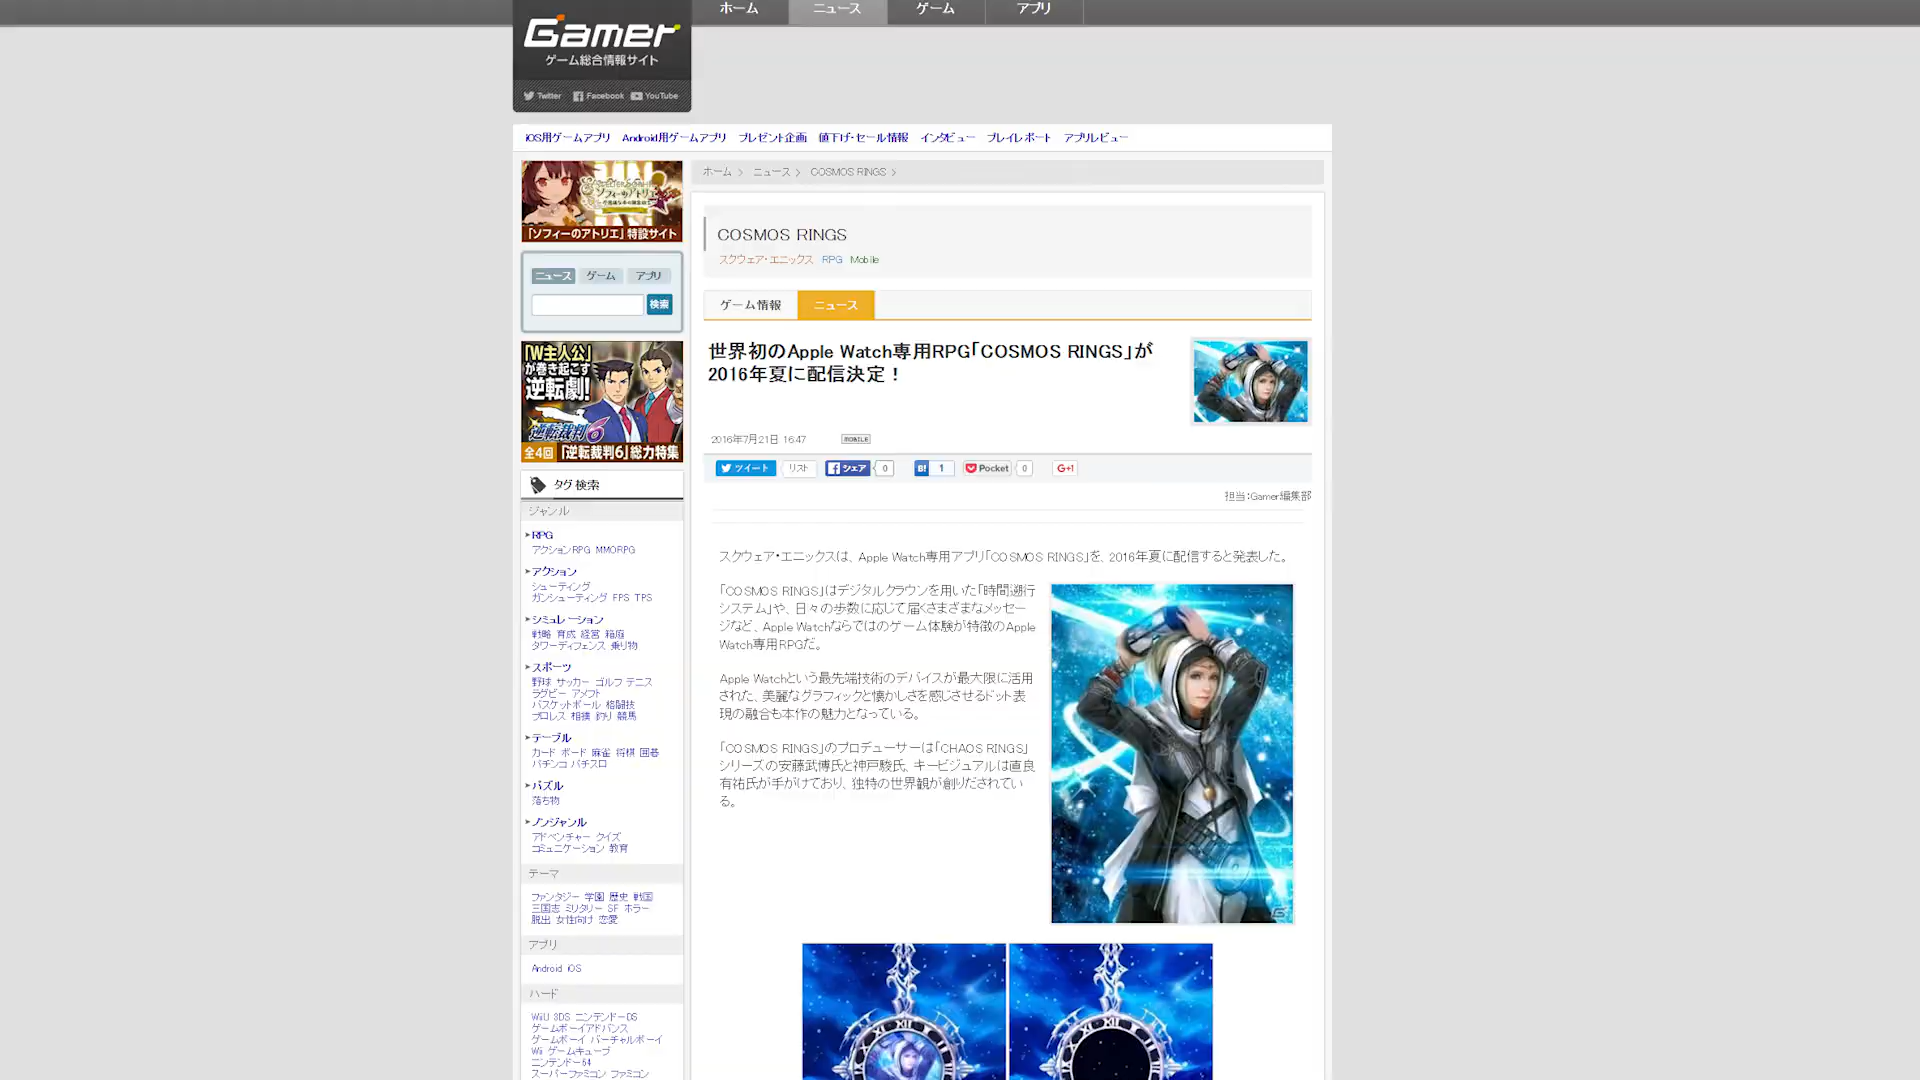 ホーム ニュース ゲーム アプリ
Gamer
ゲーム総合情報サイト
Twitter Facebook YouTube
iOS用ゲームアプリ Android用ゲームアプリ プレゼント企画 値下げ・セール情報 インタビュー プレイレポート アプリレビュー
ソフィーのアトリエ
「ソフィーのアトリエ」特設サイト
ニュース ゲーム アプリ
検索
「W主人公」
が巻き起こす
逆転劇!
逆転裁判6
全4回 「逆転裁判6」総力特集
タグ検索
ジャンル
RPG
アクションRPG MMORPG
アクション
シューティング
ガンシューティング FPS TPS
シミュレーション
戦略 育成 経営 箱庭
タワーディフェンス 乗り物
スポーツ
野球 サッカー ゴルフ テニス
ラグビー アメフト
バスケットボール 格闘技
プロレス 相撲 釣り 競馬
テーブル
カード ボード 麻雀 将棋 囲碁
パチンコ パチスロ
パズル
落ち物
ノンジャンル
アドベンチャー クイズ
コミュニケーション 教育
テーマ
ファンタジー 学園 歴史 戦国
三国志 ミリタリー SF ホラー
脱出 女性向け 恋愛
アプリ
Android iOS
ハード
WiiU 3DS ニンテンドーDS
ゲームボーイアドバンス
ゲームボーイ バーチャルボーイ
Wii ゲームキューブ
ニンテンドー64
スーパーファミコン ファミコン
ホーム > ニュース > COSMOS RINGS >
COSMOS RINGS
スクウェア・エニックス RPG Mobile
ゲーム情報 ニュース
世界初のApple Watch専用RPG「COSMOS RINGS」が
2016年夏に配信決定！
2016年7月21日 16:47 MOBILE
ツイート リスト シェア 0 B! 1 Pocket 0 G+1
担当：Gamer編集部
スクウェア・エニックスは、Apple Watch専用アプリ「COSMOS RINGS」を、2016年夏に配信すると発表した。
「COSMOS RINGS」はデジタルクラウンを用いた「時間遡行
システム」や、日々の歩数に応じて届くさまざまなメッセー
ジなど、Apple Watchならではのゲーム体験が特徴のApple
Watch専用RPGだ。
Apple Watchという最先端技術のデバイスが最大限に活用
された、美麗なグラフィックと懐かしさを感じさせるドット表
現の融合も本作の魅力となっている。
「COSMOS RINGS」のプロデューサーは「CHAOS RINGS」
シリーズの安藤武博氏と神戸駿氏、キービジュアルは直良
有祐氏が手がけており、独特の世界観が創りだされてい
る。